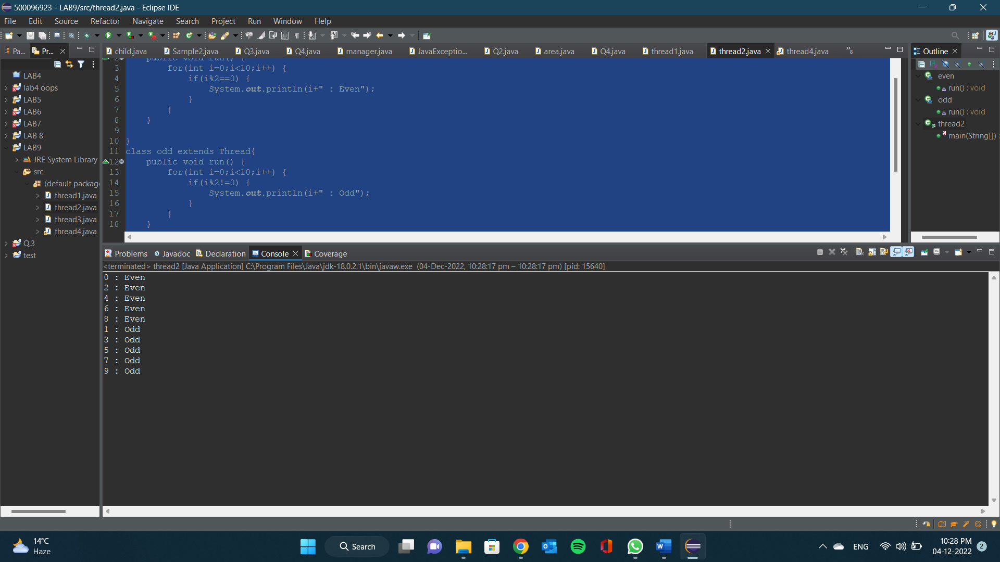 500096923 - LAB9/src/thread2.java - Eclipse IDE
File Edit Source Refactor Navigate Search Project Run Window Help
Pa... Pr...
child.java Sample2.java Q3.java Q4.java manager.java JavaExceptio... Q2.java area.java Q4.java thread1.java thread2.java thread4.java »8
Outline
LAB4
lab4 oops
LAB5
LAB6
LAB7
LAB 8
LAB9
JRE System Library
src
(default package
thread1.java
thread2.java
thread3.java
thread4.java
Q.3
test
2 public void run() {
3 for(int i=0;i<10;i++) {
4 if(i%2==0) {
5 System.out.println(i+" : Even");
6 }
7 }
8 }
9
10 }
11 class odd extends Thread{
12 public void run() {
13 for(int i=0;i<10;i++) {
14 if(i%2!=0) {
15 System.out.println(i+" : Odd");
16 }
17 }
18 }
even
run() : void
odd
run() : void
thread2
main(String[]) :
Problems Javadoc Declaration Console Coverage
<terminated> thread2 [Java Application] C:\Program Files\Java\jdk-18.0.2.1\bin\javaw.exe (04-Dec-2022, 10:28:17 pm – 10:28:17 pm) [pid: 15640]
0 : Even
2 : Even
4 : Even
6 : Even
8 : Even
1 : Odd
3 : Odd
5 : Odd
7 : Odd
9 : Odd
14°C
Haze
Search
ENG
10:28 PM
04-12-2022
2